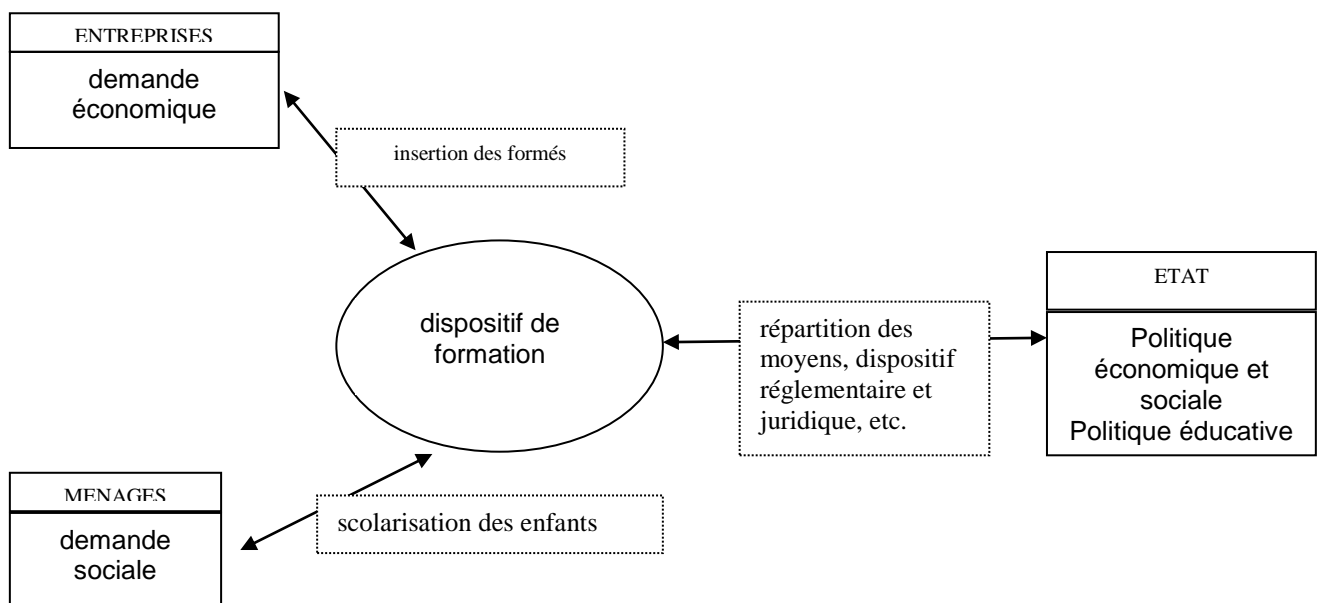 ENTREPRISES
demande
économique
insertion des formés
dispositif de
formation
répartition des
moyens, dispositif
réglementaire et
juridique, etc.
ETAT
Politique
économique et
sociale
Politique éducative
MENAGES
demande
sociale
scolarisation des enfants